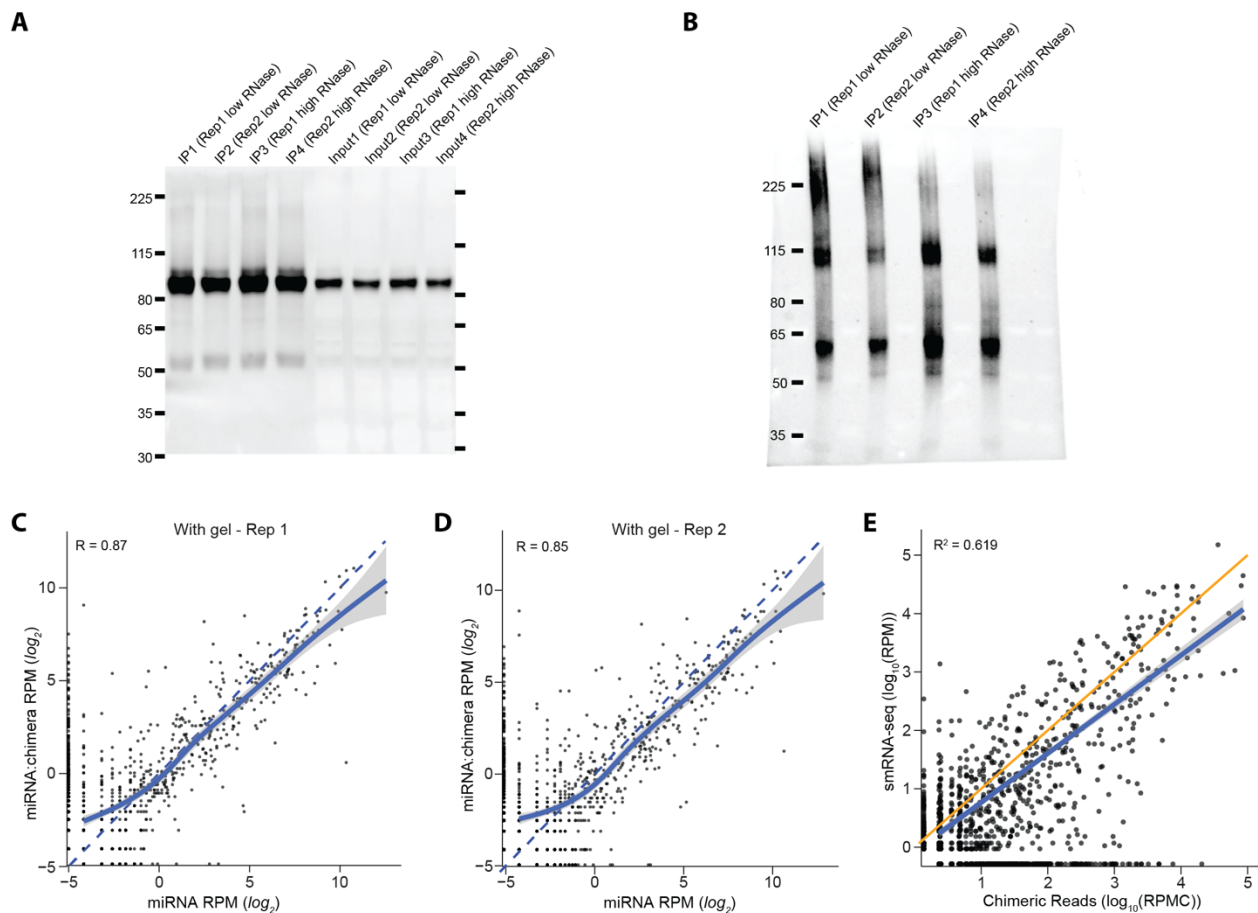 A
IP1 (Rep1 low RNase)
IP2 (Rep2 low RNase)
IP3 (Rep1 high RNase)
IP4 (Rep2 high RNase)
Input1 (Rep1 low RNase)
Input2 (Rep2 low RNase)
Input3 (Rep1 high RNase)
Input4 (Rep2 high RNase)
225
115
80
65
50
35
30
B
IP1 (Rep1 low RNase)
IP2 (Rep2 low RNase)
IP3 (Rep1 high RNase)
IP4 (Rep2 high RNase)
225
115
80
65
50
35
C
With gel - Rep 1
R = 0.87
miRNA:chimera RPM (log2)
10
5
0
−5
−5
0
5
10
miRNA RPM (log2)
D
With gel - Rep 2
R = 0.85
miRNA:chimera RPM (log2)
10
5
0
−5
−5
0
5
10
miRNA RPM (log2)
E
R² = 0.619
smRNA-seq (log10(RPM))
5
4
3
2
1
0
1
2
3
4
5
Chimeric Reads (log10(RPMC))